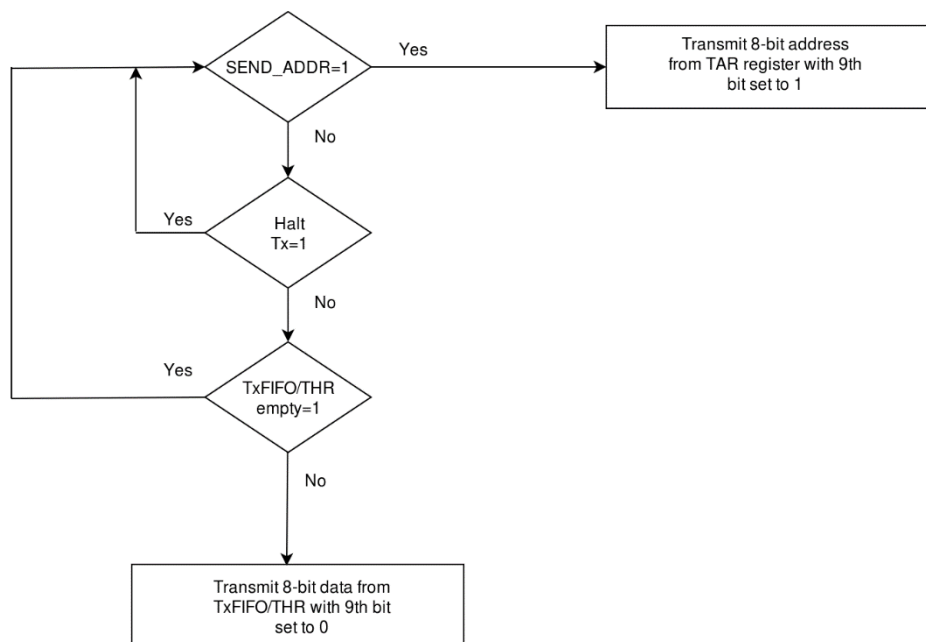 SEND_ADDR=1
Yes
Transmit 8-bit address
from TAR register with 9th
bit set to 1
No
Yes
Halt
Tx=1
No
Yes
TxFIFO/THR
empty=1
No
Transmit 8-bit data from
TxFIFO/THR with 9th bit
set to 0